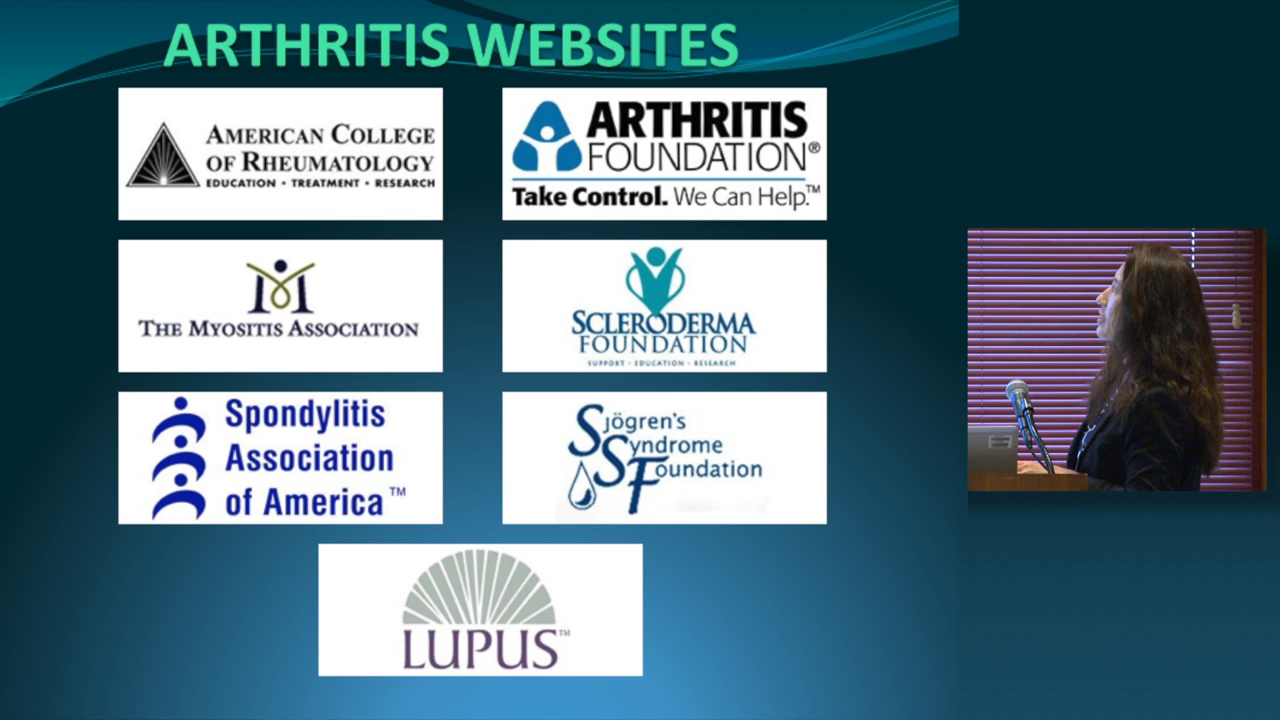 ARTHRITIS WEBSITES
AMERICAN COLLEGE
OF RHEUMATOLOGY
EDUCATION · TREATMENT · RESEARCH
ARTHRITIS
FOUNDATION®
Take Control. We Can Help.™
THE MYOSITIS ASSOCIATION
SCLERODERMA
FOUNDATION
SUPPORT · EDUCATION · RESEARCH
Spondylitis
Association
of America™
Sjögren's
Syndrome
Foundation
LUPUS™